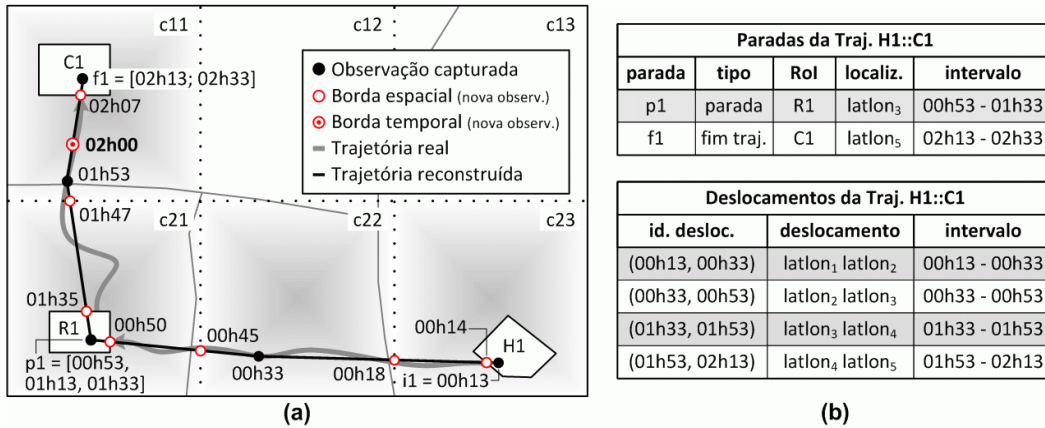 c11
c12
c13
C1
f1 = [02h13; 02h33]
02h07
02h00
01h53
01h47
Observação capturada
Borda espacial (nova observ.)
Borda temporal (nova observ.)
Trajetória real
Trajetória reconstruída
c21
c22
c23
01h35
R1
00h50
00h45
00h14
H1
p1 = [00h53,
01h13, 01h33]
00h33
00h18
i1 = 00h13
(a)
Paradas da Traj. H1::C1
parada tipo RoI localiz. intervalo
p1 parada R1 latlon₃ 00h53 - 01h33
f1 fim traj. C1 latlon₅ 02h13 - 02h33
Deslocamentos da Traj. H1::C1
id. desloc. deslocamento intervalo
(00h13, 00h33) latlon₁ latlon₂ 00h13 - 00h33
(00h33, 00h53) latlon₂ latlon₃ 00h33 - 00h53
(01h33, 01h53) latlon₃ latlon₄ 01h33 - 01h53
(01h53, 02h13) latlon₄ latlon₅ 01h53 - 02h13
(b)